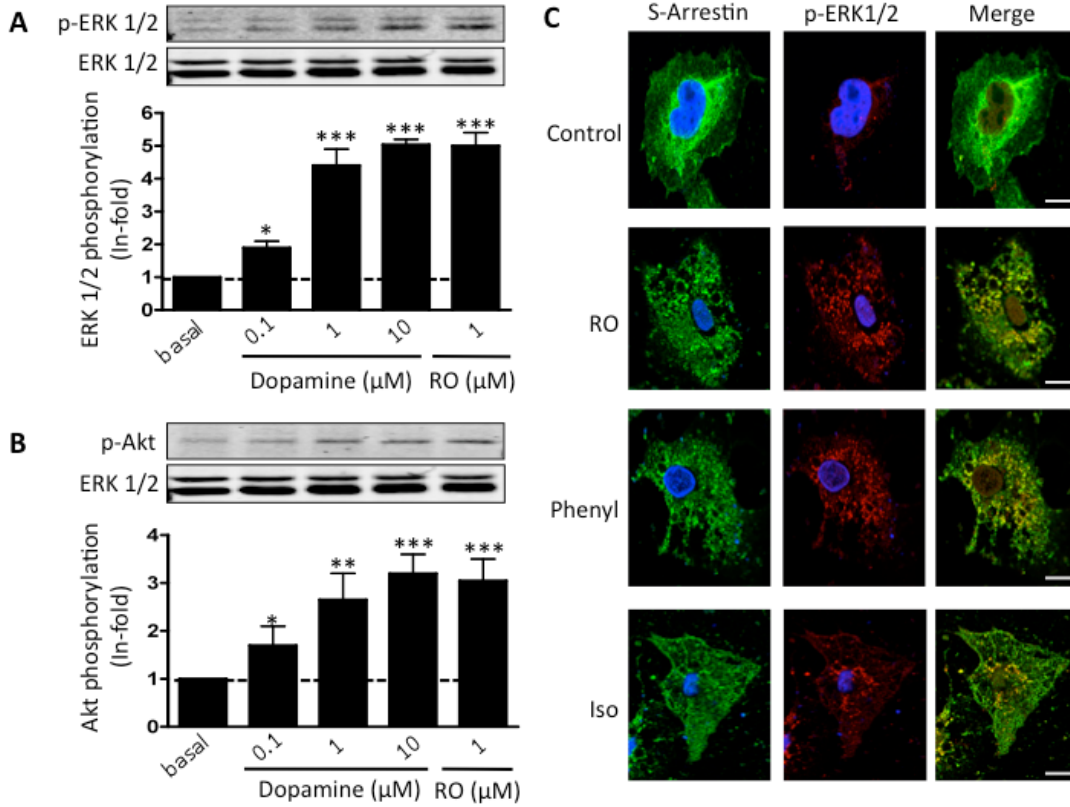 A
p-ERK 1/2
ERK 1/2
ERK 1/2 phosphorylation
(In-fold)
6
5
4
3
2
1
0
*
***
***
***
basal
0.1
1
10
1
Dopamine (µM)
RO (µM)
B
p-Akt
ERK 1/2
Akt phosphorylation
(In-fold)
4
3
2
1
0
*
**
***
***
basal
0.1
1
10
1
Dopamine (µM)
RO (µM)
C
S-Arrestin
p-ERK1/2
Merge
Control
RO
Phenyl
Iso